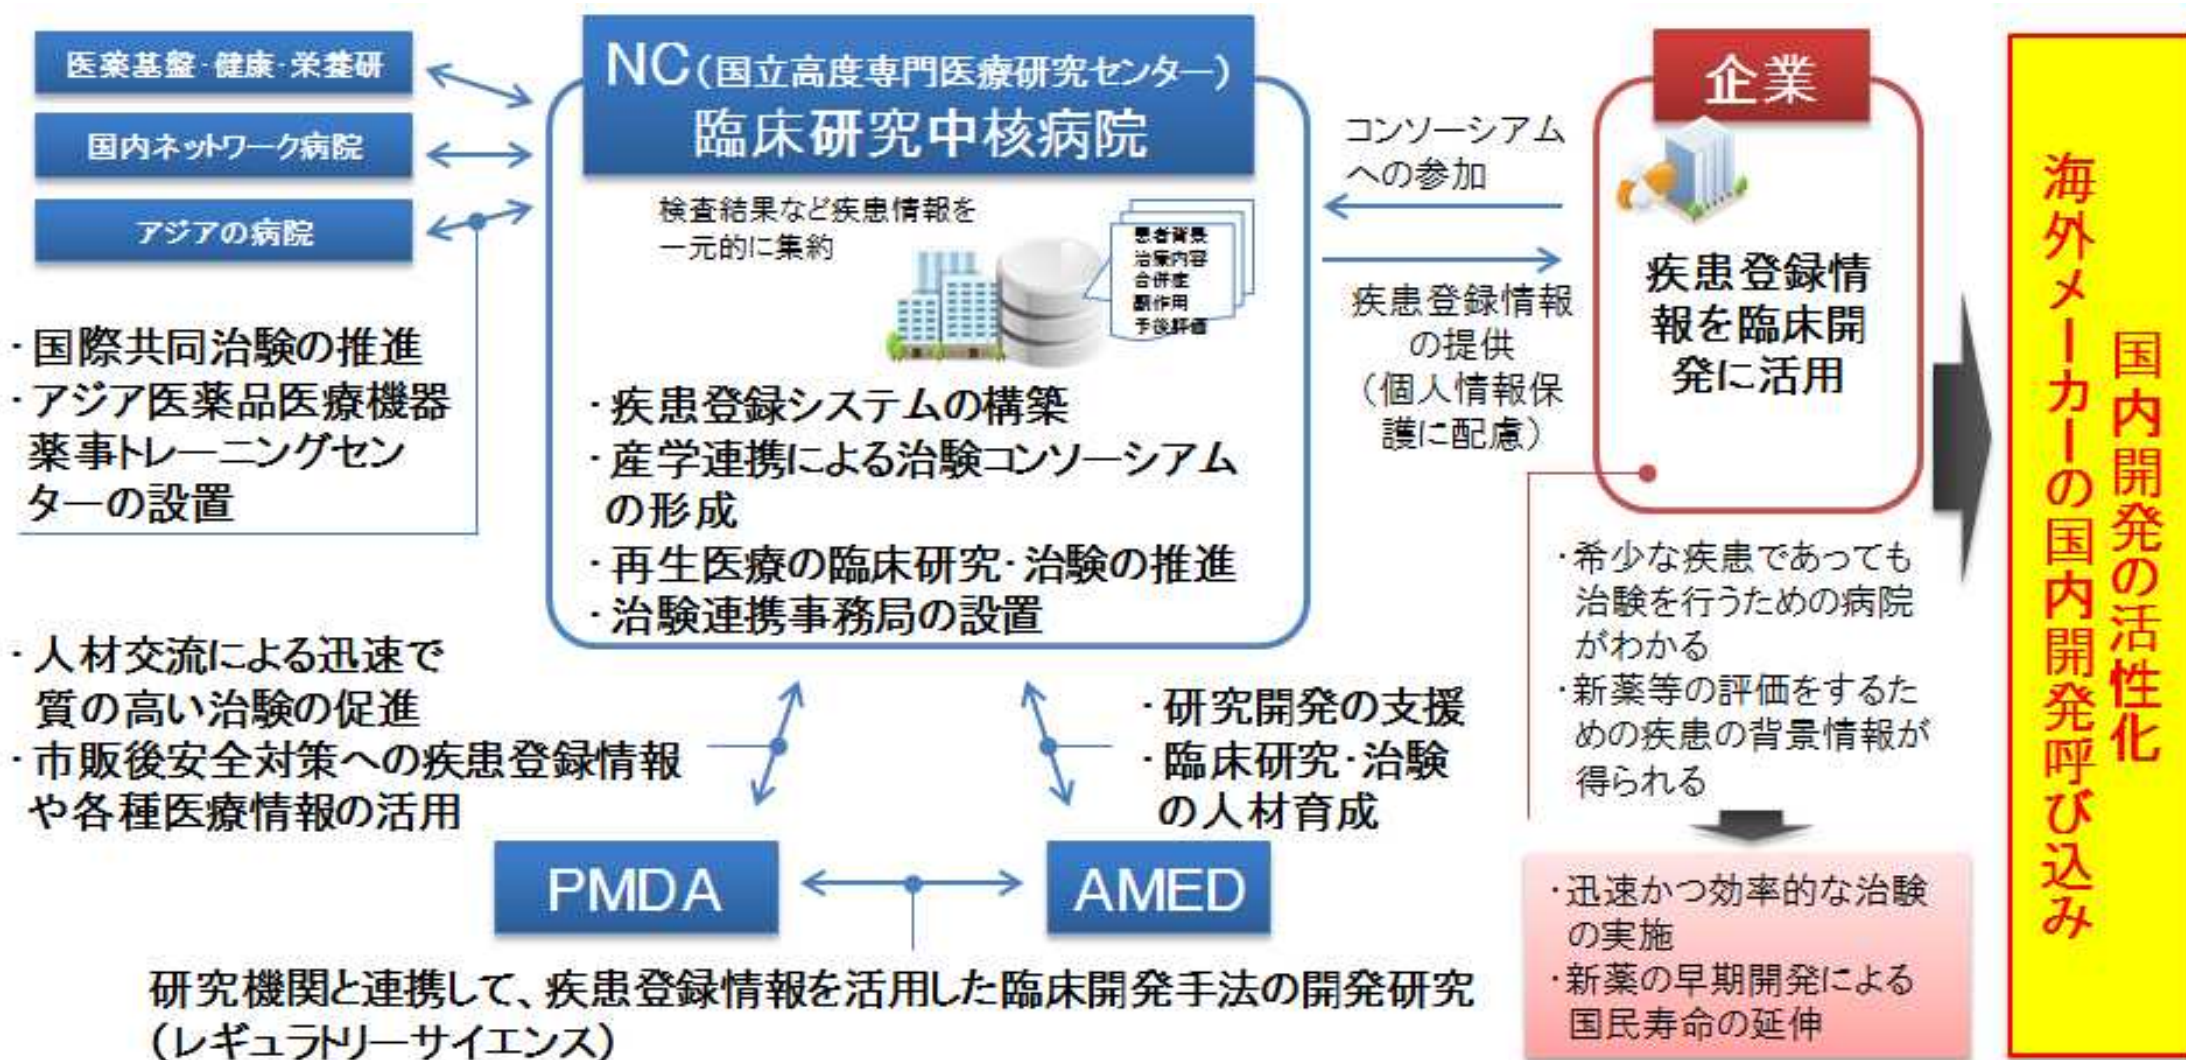 医薬基盤・健康・栄養研
国内ネットワーク病院
アジアの病院
・国際共同治験の推進
・アジア医薬品医療機器
薬事トレーニングセン
ターの設置
NC(国立高度専門医療研究センター)
臨床研究中核病院
検査結果など疾患情報を
一元的に集約
患者背景
治療内容
合併症
副作用
予後評価
・疾患登録システムの構築
・産学連携による治験コンソーシアム
の形成
・再生医療の臨床研究・治験の推進
・治験連携事務局の設置
コンソーシアム
への参加
疾患登録情報
の提供
(個人情報保
護に配慮)
企業
疾患登録情
報を臨床開
発に活用
・希少な疾患であっても
治験を行うための病院
がわかる
・新薬等の評価をするた
めの疾患の背景情報が
得られる
・迅速かつ効率的な治験
の実施
・新薬の早期開発による
国民寿命の延伸
・人材交流による迅速で
質の高い治験の促進
・市販後安全対策への疾患登録情報
や各種医療情報の活用
・研究開発の支援
・臨床研究・治験
の人材育成
PMDA
AMED
研究機関と連携して、疾患登録情報を活用した臨床開発手法の開発研究
(レギュラトリーサイエンス)
国内開発の活性化
海外メーカーの国内開発呼び込み